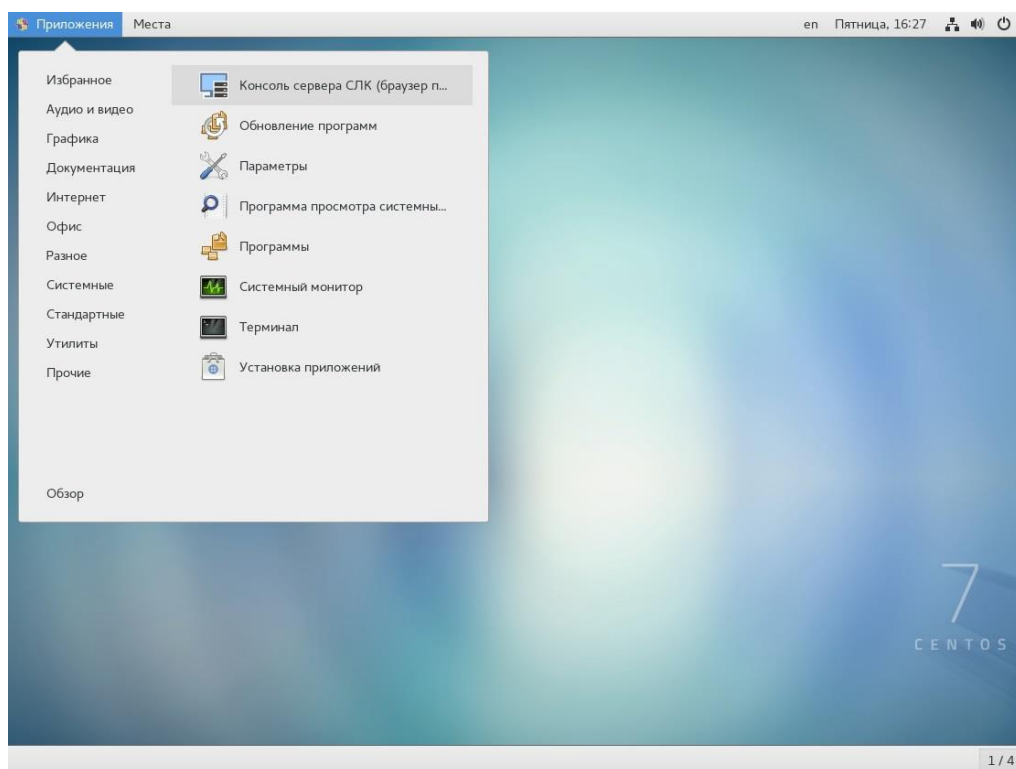 Приложения Места en Пятница, 16:27
Избранное
Аудио и видео
Графика
Документация
Интернет
Офис
Разное
Системные
Стандартные
Утилиты
Прочие
Обзор
Консоль сервера СЛК (браузер п...
Обновление программ
Параметры
Программа просмотра системны...
Программы
Системный монитор
Терминал
Установка приложений
7
CENTOS
1 / 4